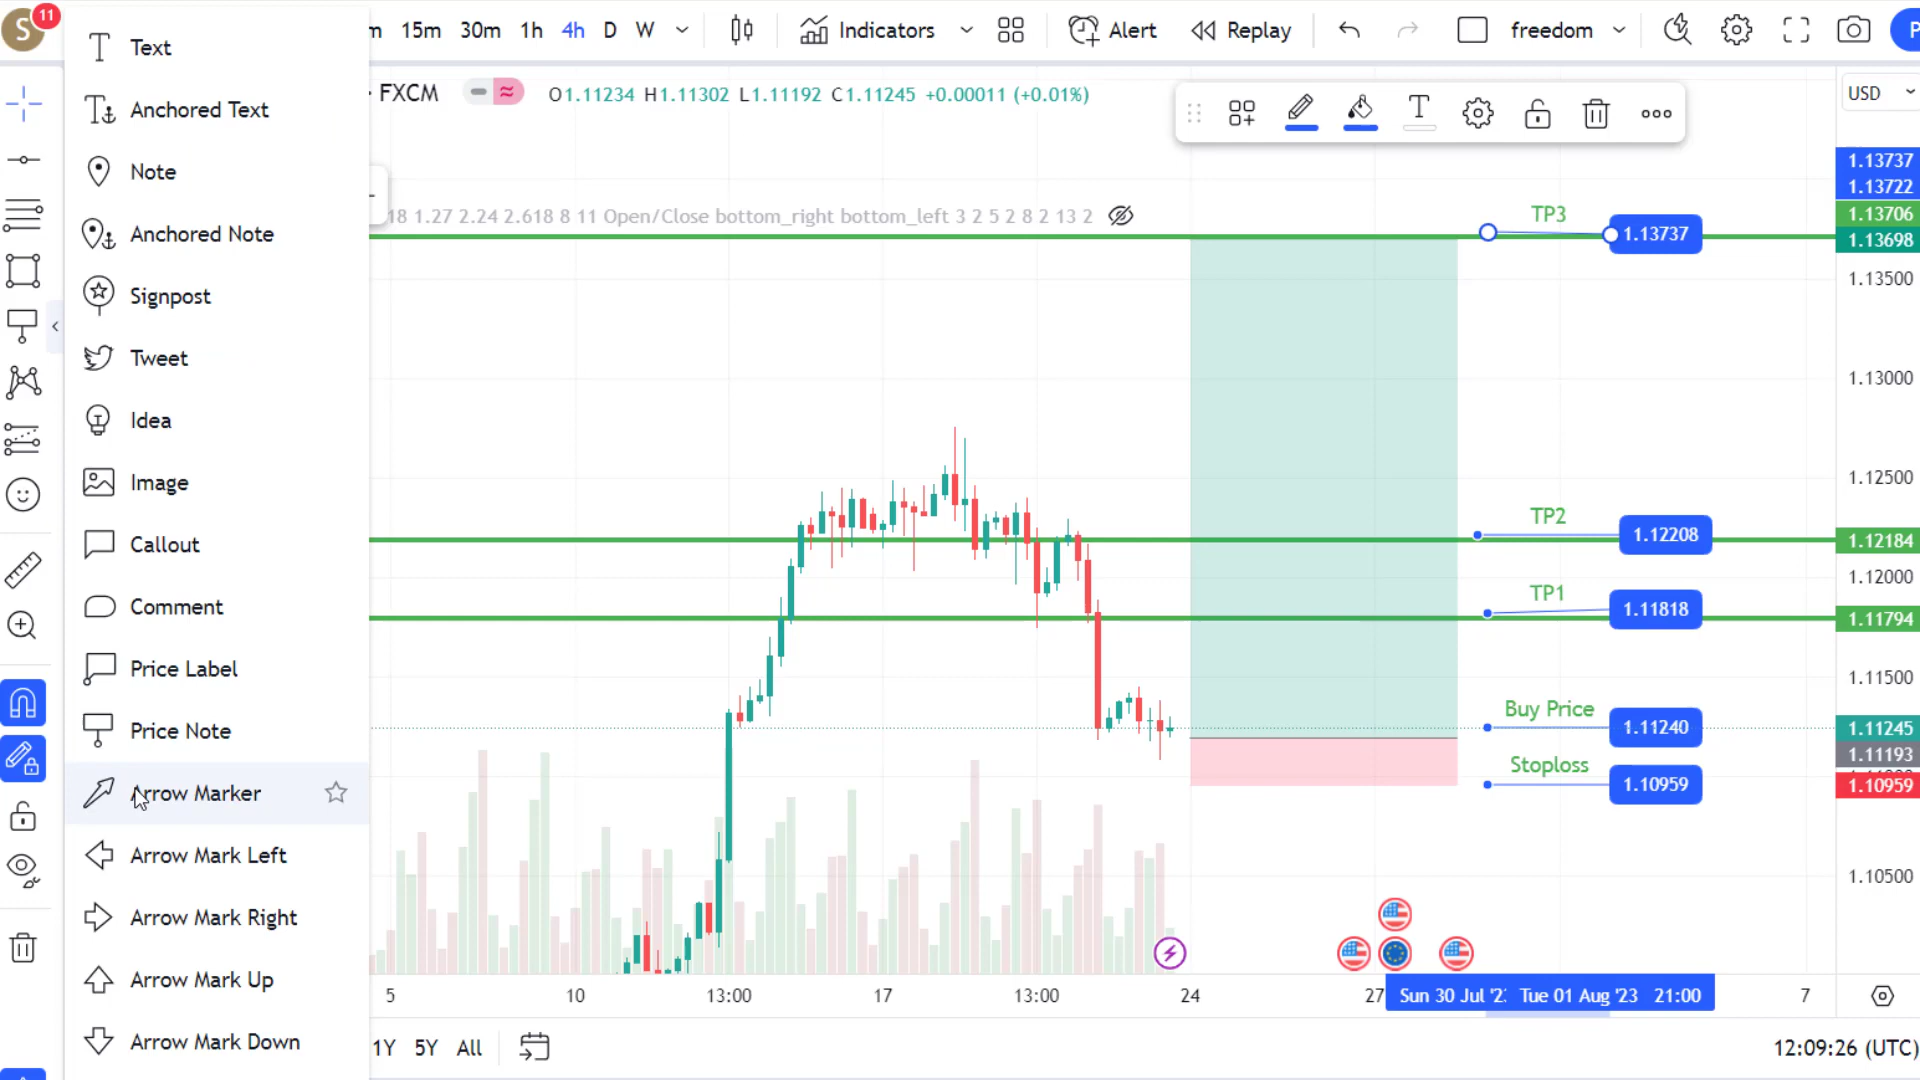 S
11
m 15m 30m 1h 4h D W Indicators Alert Replay freedom P
Text
Anchored Text
Note
Anchored Note
Signpost
Tweet
Idea
Image
Callout
Comment
Price Label
Price Note
Arrow Marker
Arrow Mark Left
Arrow Mark Right
Arrow Mark Up
Arrow Mark Down
· FXCM O1.11234 H1.11302 L1.11192 C1.11245 +0.00011 (+0.01%)
USD
18 1.27 2.24 2.618 8 11 Open/Close bottom_right bottom_left 3 2 5 2 8 2 13 2
TP3
1.13737
TP2
1.12208
TP1
1.11818
Buy Price
1.11240
Stoploss
1.10959
1.13737
1.13722
1.13706
1.13698
1.13500
1.13000
1.12500
1.12184
1.12000
1.11794
1.11500
1.11245
1.11193
1.10959
1.10500
5 10 13:00 17 13:00 24 27 Sun 30 Jul '23 Tue 01 Aug '23 21:00 7
1Y 5Y All
12:09:26 (UTC)